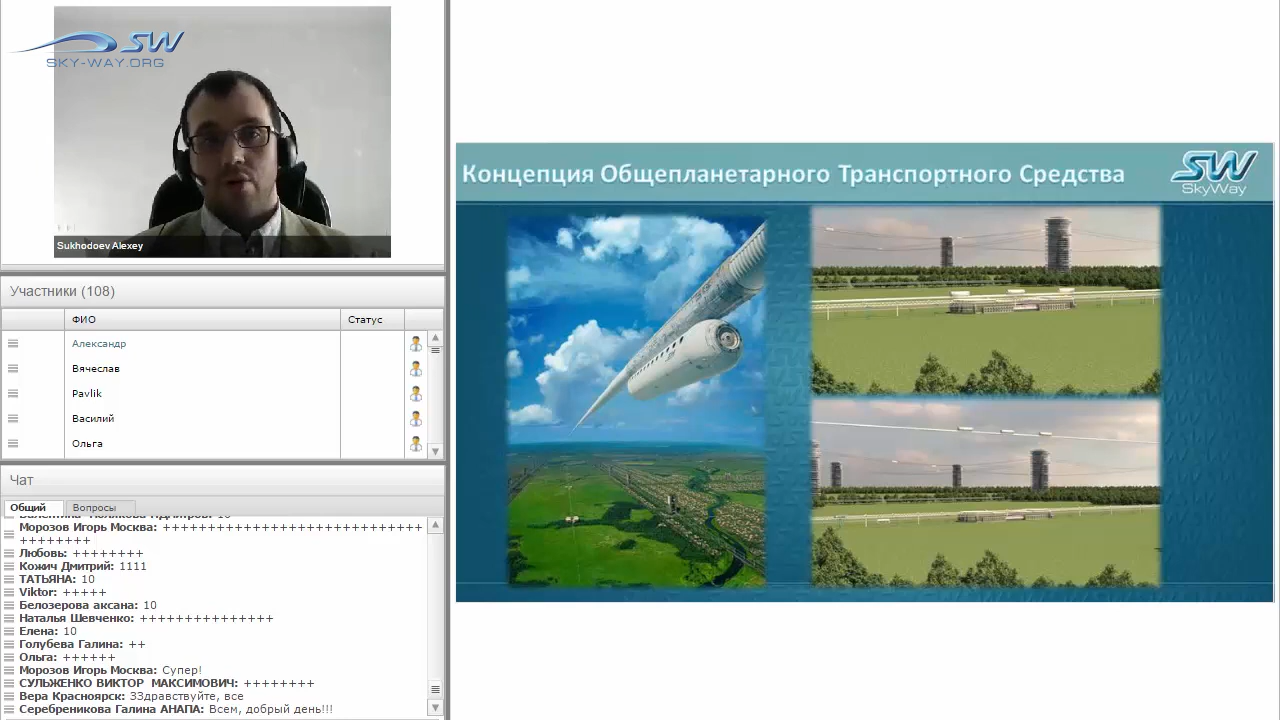 SW
SKY-WAY.ORG
Sukhodoev Alexey
Участники (108)
ФИО
Статус
Александр
Вячеслав
Pavlik
Василий
Ольга
Чат
Общий
Вопросы
Морозов Игорь Москва: ++++++++++++++++++++++++++
++++++++
Любовь: ++++++++
Кожич Дмитрий: 1111
ТАТЬЯНА: 10
Viktor: +++++
Белозерова аксана: 10
Наталья Шевченко: +++++++++++++++
Елена: 10
Голубева Галина: ++
Ольга: ++++++
Морозов Игорь Москва: Супер!
СУЛЬЖЕНКО ВИКТОР МАКСИМОВИЧ: ++++++++
Вера Красноярск: ЗЗдравствуйте, все
Серебреникова Галина АНАПА: Всем, добрый день!!!
Концепция Общепланетарного Транспортного Средства
SW
SkyWay